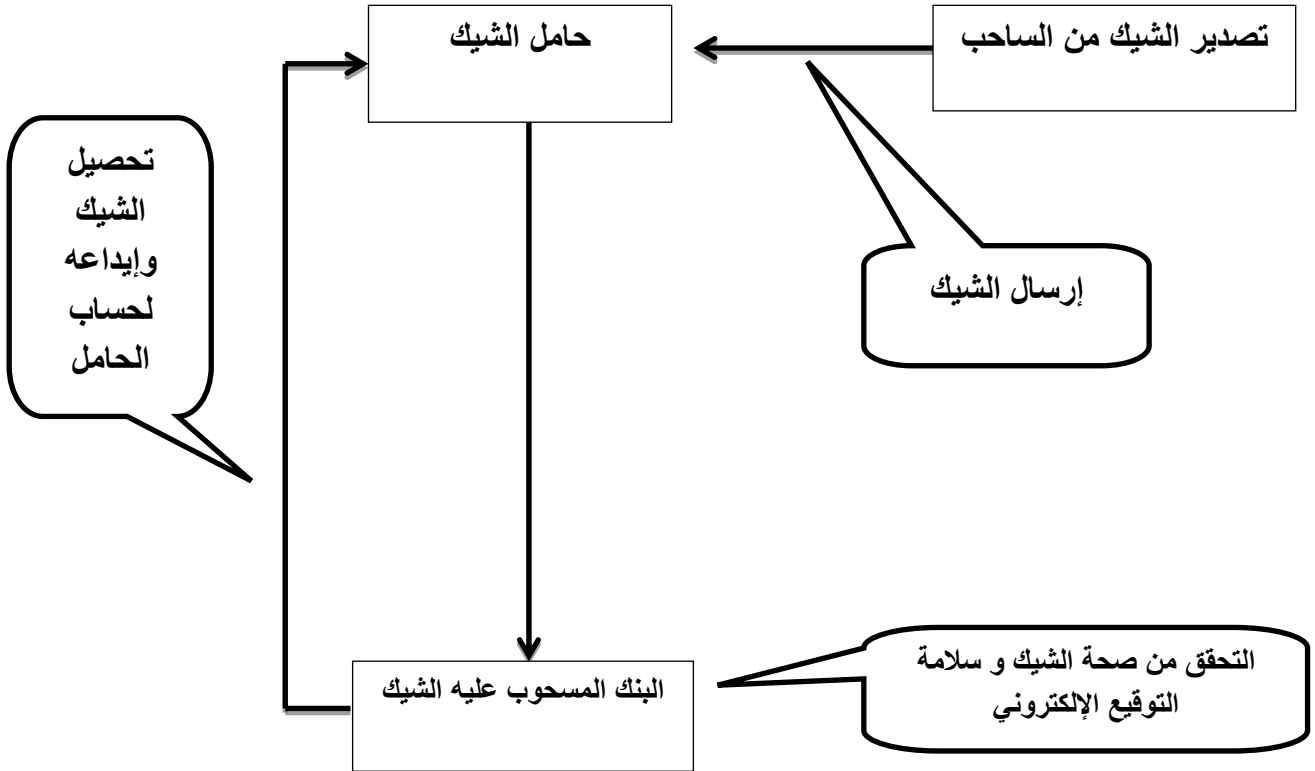 تصدير الشيك من الساحب
حامل الشيك
إرسال الشيك
تحصيل
الشيك
وإيداعه
لحساب
الحامل
البنك المسحوب عليه الشيك
التحقق من صحة الشيك و سلامة
التوقيع الإلكتروني